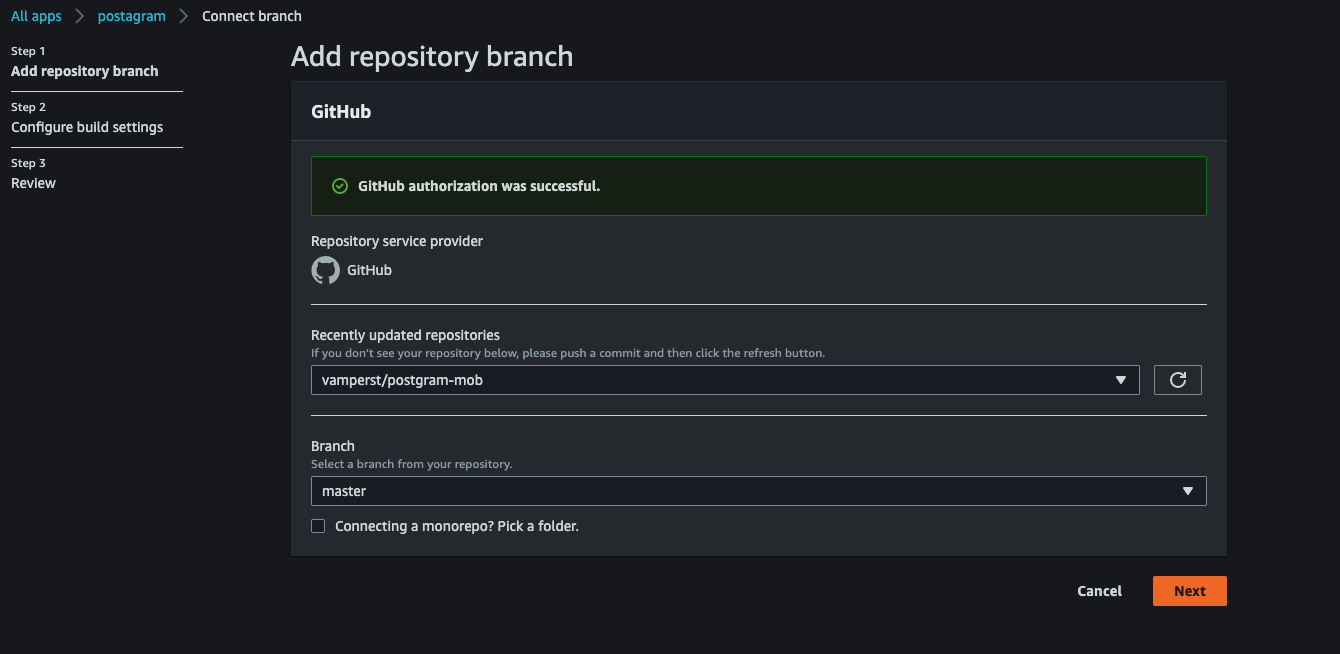 All apps > postagram > Connect branch
Step 1
Add repository branch
Step 2
Configure build settings
Step 3
Review
Add repository branch
GitHub
GitHub authorization was successful.
Repository service provider
GitHub
Recently updated repositories
If you don't see your repository below, please push a commit and then click the refresh button.
vamperst/postgram-mob
Branch
Select a branch from your repository.
master
Connecting a monorepo? Pick a folder.
Cancel Next